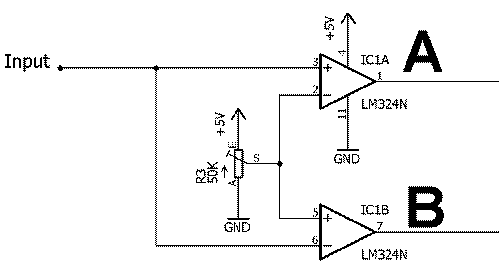 +5V
4
IC1A
A
Input
3
+
1
2
−
LM324N
+5V
11
E
GND
S
R3
50K
A
IC1B
B
5
+
7
GND
6
−
LM324N